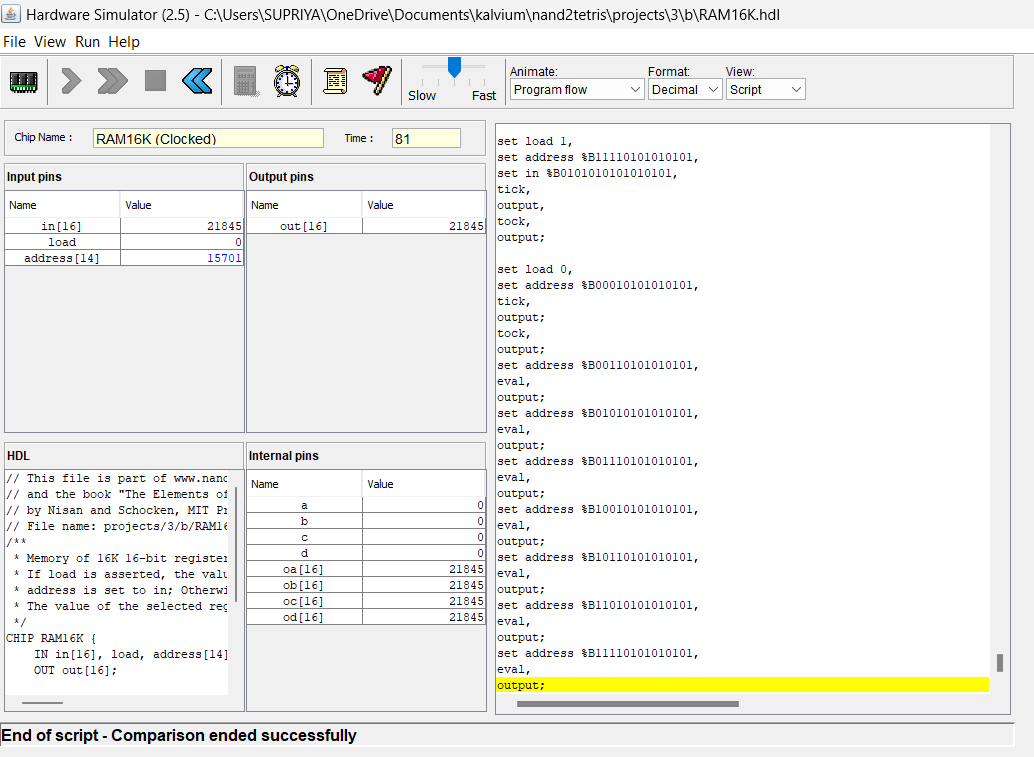 Hardware Simulator (2.5) - C:\Users\SUPRIYA\OneDrive\Documents\kalvium\nand2tetris\projects\3\b\RAM16K.hdl
File View Run Help
Slow Fast
Animate: Format: View:
Program flow Decimal Script
Chip Name : RAM16K (Clocked) Time : 81
Input pins
Name Value
in[16] 21845
load 0
address[14] 15701
Output pins
Name Value
out[16] 21845
HDL
// This file is part of www.nand
// and the book "The Elements of
// by Nisan and Schocken, MIT Pr
// File name: projects/3/b/RAM16
/**
* Memory of 16K 16-bit register
* If load is asserted, the valu
* address is set to in; Otherwi
* The value of the selected reg
*/
CHIP RAM16K {
IN in[16], load, address[14]
OUT out[16];
Internal pins
Name Value
a 0
b 0
c 0
d 0
oa[16] 21845
ob[16] 21845
oc[16] 21845
od[16] 21845
set load 1,
set address %B11110101010101,
set in %B0101010101010101,
tick,
output,
tock,
output;
set load 0,
set address %B00010101010101,
tick,
output;
tock,
output;
set address %B00110101010101,
eval,
output;
set address %B01010101010101,
eval,
output;
set address %B01110101010101,
eval,
output;
set address %B10010101010101,
eval,
output;
set address %B10110101010101,
eval,
output;
set address %B11010101010101,
eval,
output;
set address %B11110101010101,
eval,
output;
End of script - Comparison ended successfully